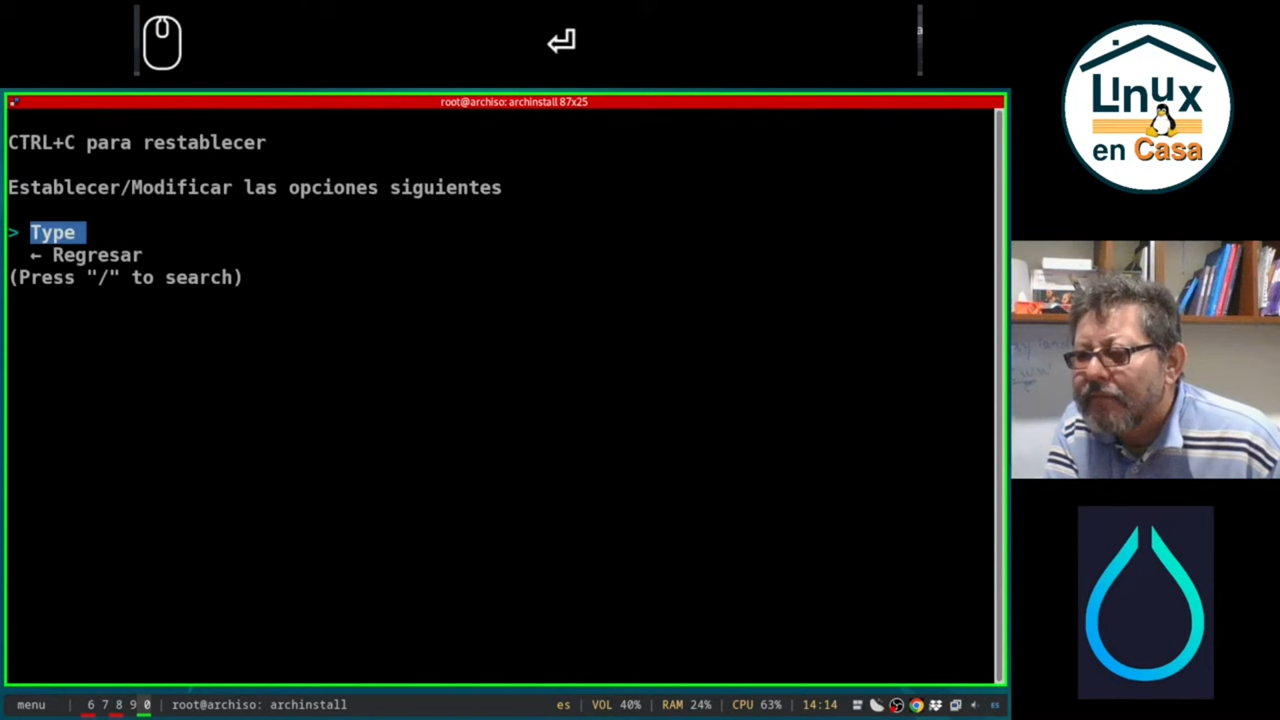 a
Linux
en Casa
root@archiso: archinstall 87x25
CTRL+C para restablecer
Establecer/Modificar las opciones siguientes
> Type
← Regresar
(Press "/" to search)
menu | 6 7 8 9 0 | root@archiso: archinstall es | VOL 40% | RAM 24% | CPU 63% | 14:14 es